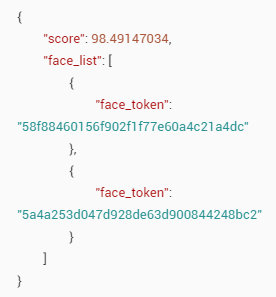 {
"score": 98.49147034,
"face_list": [
{
"face_token":
"58f88460156f902f1f77e60a4c21a4dc"
},
{
"face_token":
"5a4a253d047d928de63d900844248bc2"
}
]
}